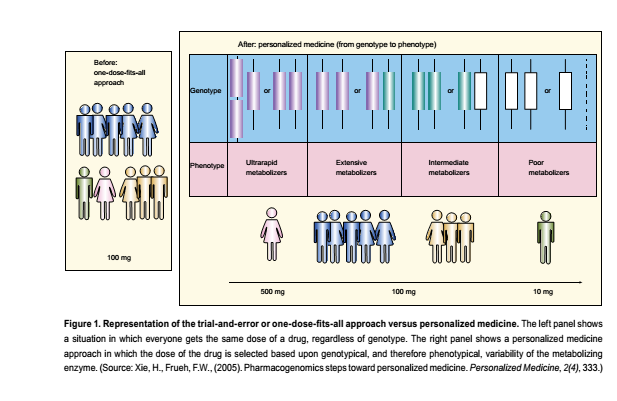 Before:
one-dose-fits-all
approach
100 mg
After: personalized medicine (from genotype to phenotype)
Genotype
or
or
or
or
Phenotype
Ultrarapid
metabolizers
Extensive
metabolizers
Intermediate
metabolizers
Poor
metabolizers
500 mg
100 mg
10 mg
Figure 1. Representation of the trial-and-error or one-dose-fits-all approach versus personalized medicine. The left panel shows
a situation in which everyone gets the same dose of a drug, regardless of genotype. The right panel shows a personalized medicine
approach in which the dose of the drug is selected based upon genotypical, and therefore phenotypical, variability of the metabolizing
enzyme. (Source: Xie, H., Frueh, F.W., (2005). Pharmacogenomics steps toward personalized medicine. Personalized Medicine, 2(4), 333.)